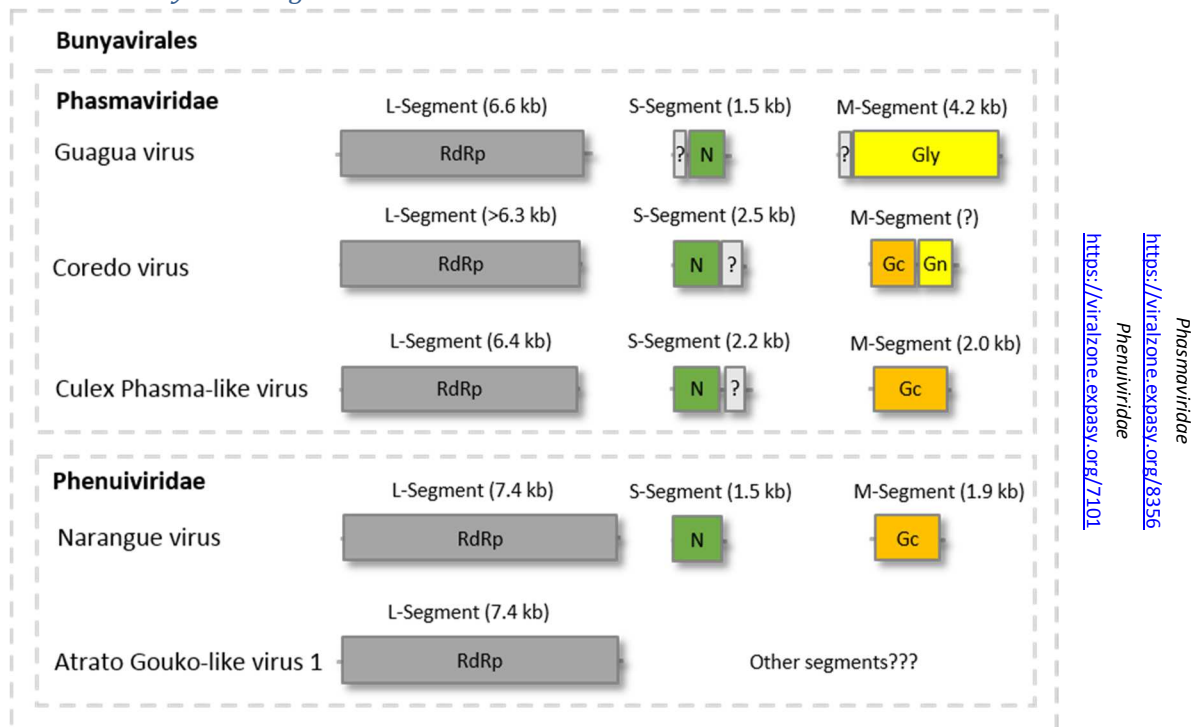 Bunyavirales
Phasmaviridae
L-Segment (6.6 kb) S-Segment (1.5 kb) M-Segment (4.2 kb)
Guagua virus RdRp ? N ? Gly
L-Segment (>6.3 kb) S-Segment (2.5 kb) M-Segment (?)
Coredo virus RdRp N ? Gc Gn
L-Segment (6.4 kb) S-Segment (2.2 kb) M-Segment (2.0 kb)
Culex Phasma-like virus RdRp N ? Gc
Phenuiviridae
L-Segment (7.4 kb) S-Segment (1.5 kb) M-Segment (1.9 kb)
Narangue virus RdRp N Gc
L-Segment (7.4 kb)
Atrato Gouko-like virus 1 RdRp Other segments???
Phasmaviridae
https://viralzone.expasy.org/8356
Phenuiviridae
https://viralzone.expasy.org/7101